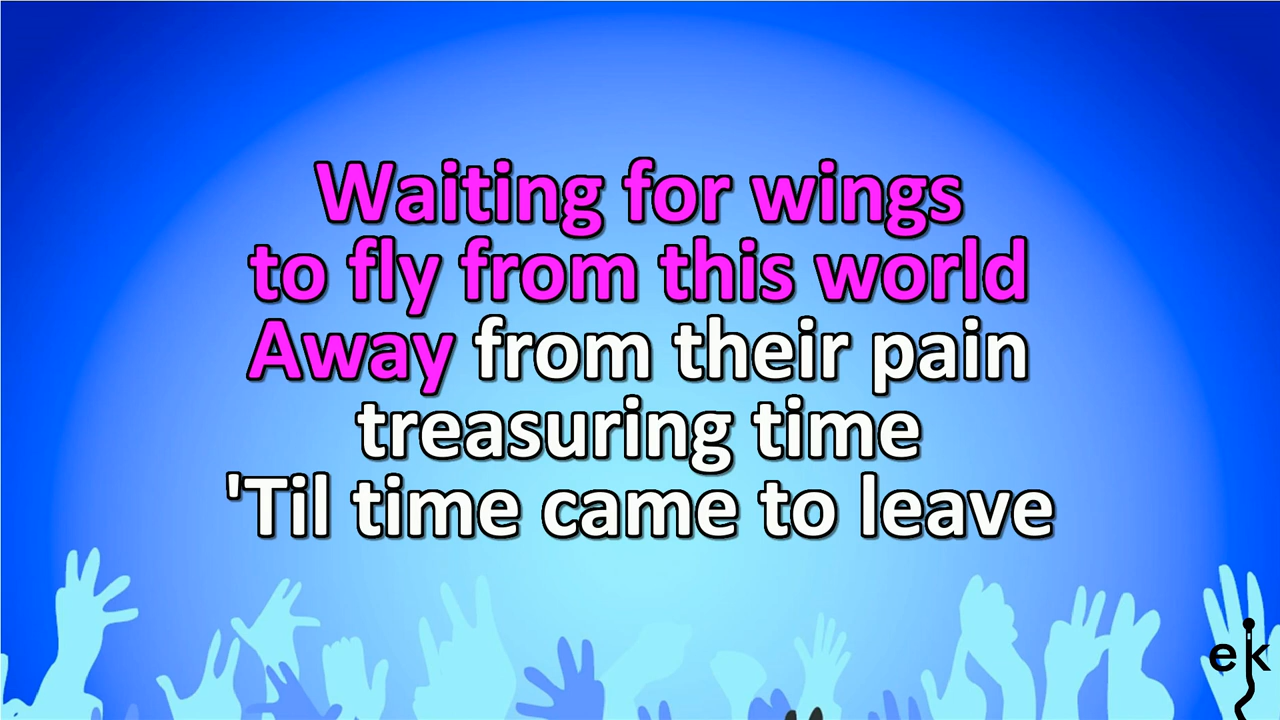 Waiting for wings
to fly from this world
Away from their pain
treasuring time
'Til time came to leave
ek